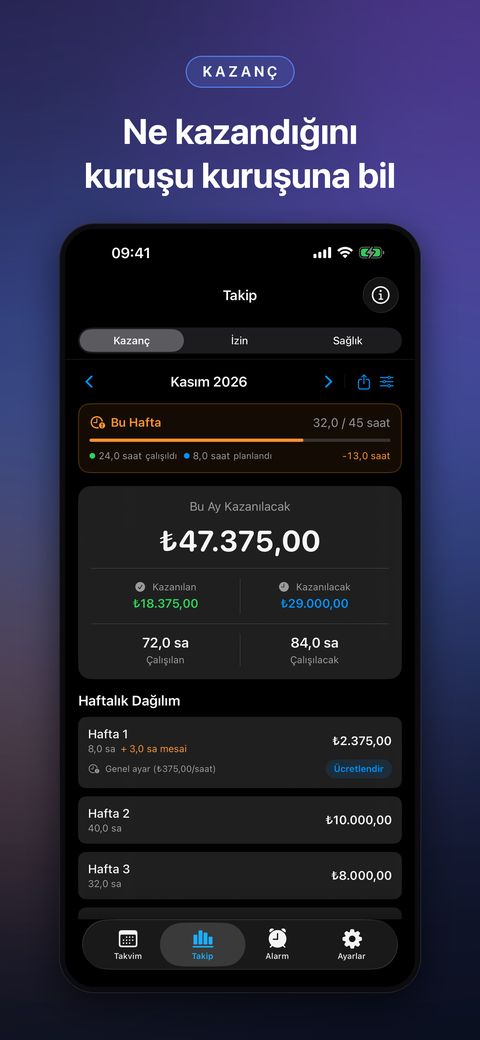 KAZANÇ
Ne kazandığını
kuruşu kuruşuna bil
09:41
Takip
Kazanç
İzin
Sağlık
Kasım 2026
Bu Hafta
32,0 / 45 saat
24,0 saat çalışıldı
8,0 saat planlandı
-13,0 saat
Bu Ay Kazanılacak
₺47.375,00
Kazanılan
Kazanılacak
₺18.375,00
₺29.000,00
72,0 sa
84,0 sa
Çalışılan
Çalışılacak
Haftalık Dağılım
Hafta 1
₺2.375,00
8,0 sa + 3,0 sa mesai
Genel ayar (₺375,00/saat)
Ücretlendir
Hafta 2
₺10.000,00
40,0 sa
Hafta 3
₺8.000,00
32,0 sa
Takvim
Takip
Alarm
Ayarlar